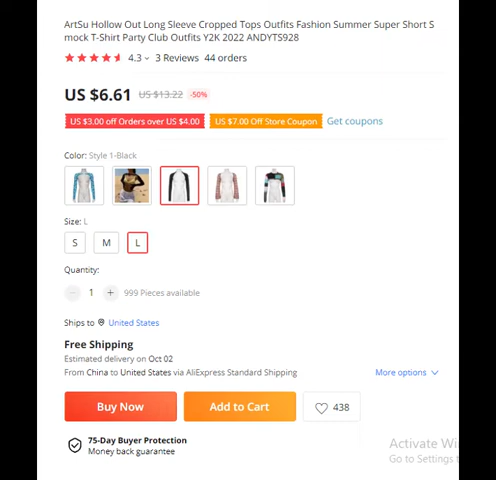 ArtSu Hollow Out Long Sleeve Cropped Tops Outfits Fashion Summer Super Short S
mock T-Shirt Party Club Outfits Y2K 2022 ANDYTS928
4.3 3 Reviews 44 orders
US $6.61 US $13.22 -50%
US $3.00 off Orders over US $4.00 US $7.00 Off Store Coupon Get coupons
Color: Style 1-Black
Size: L
S M L
Quantity:
− 1 + 999 Pieces available
Ships to United States
Free Shipping
Estimated delivery on Oct 02
From China to United States via AliExpress Standard Shipping More options
Buy Now Add to Cart 438
75-Day Buyer Protection
Money back guarantee
Activate Wi
Go to Settings t